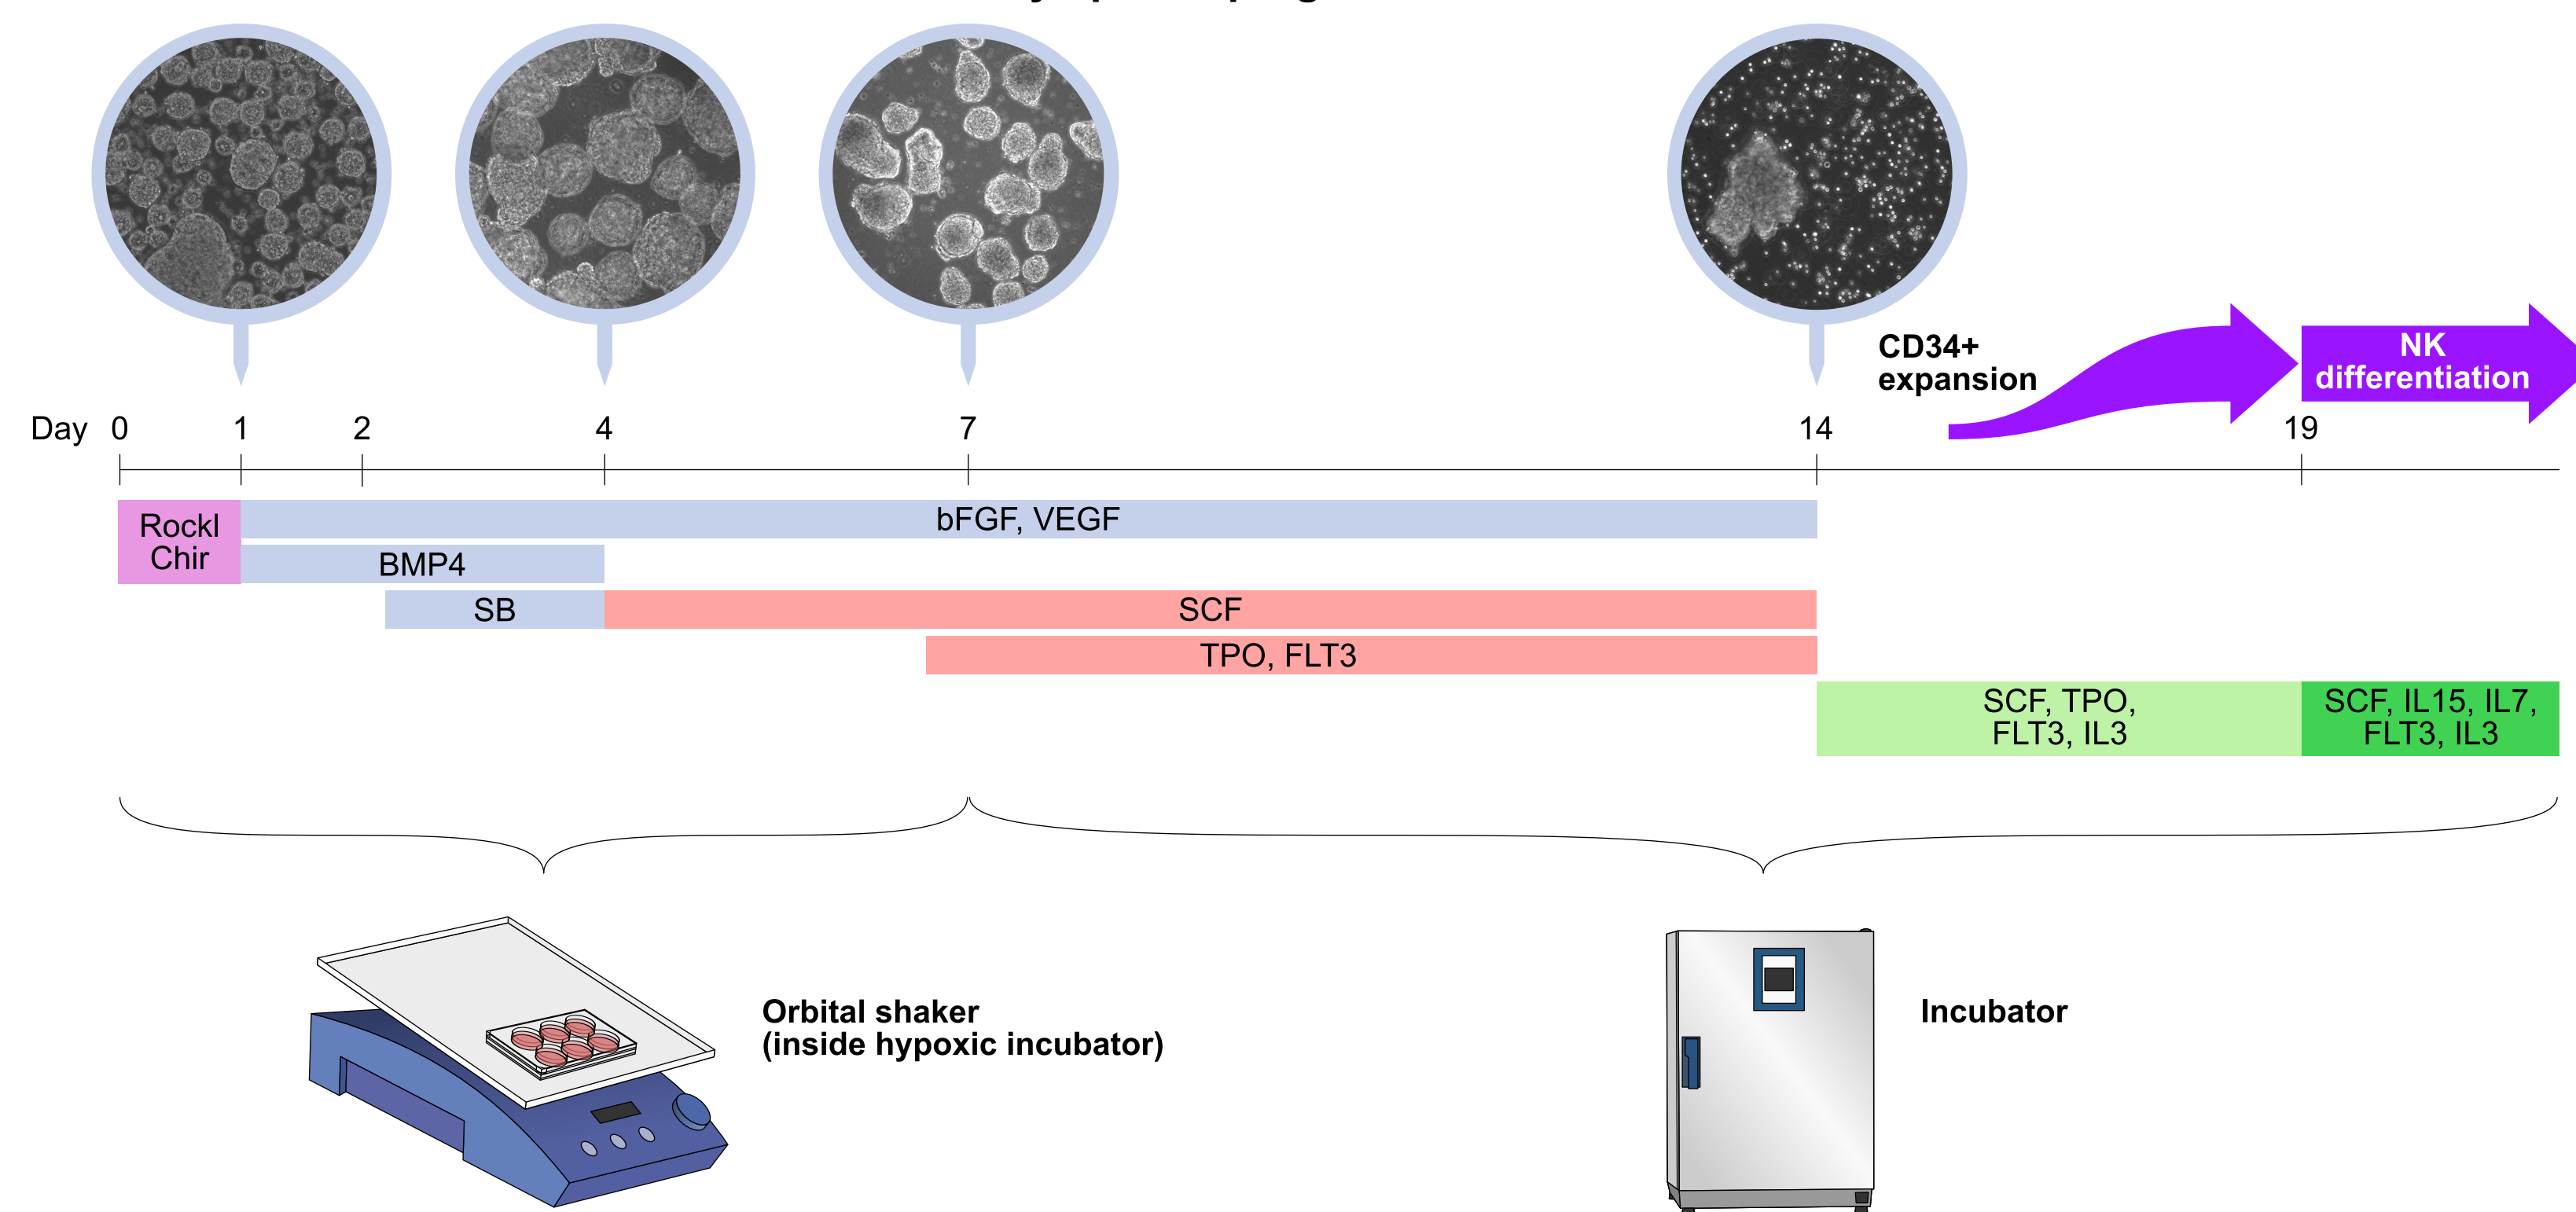 CD34+
expansion
NK
differentiation
Day 0 1 2 4 7 14 19
RockI
Chir
bFGF, VEGF
BMP4
SB
SCF
TPO, FLT3
SCF, TPO,
FLT3, IL3
SCF, IL15, IL7,
FLT3, IL3
Orbital shaker
(inside hypoxic incubator)
Incubator